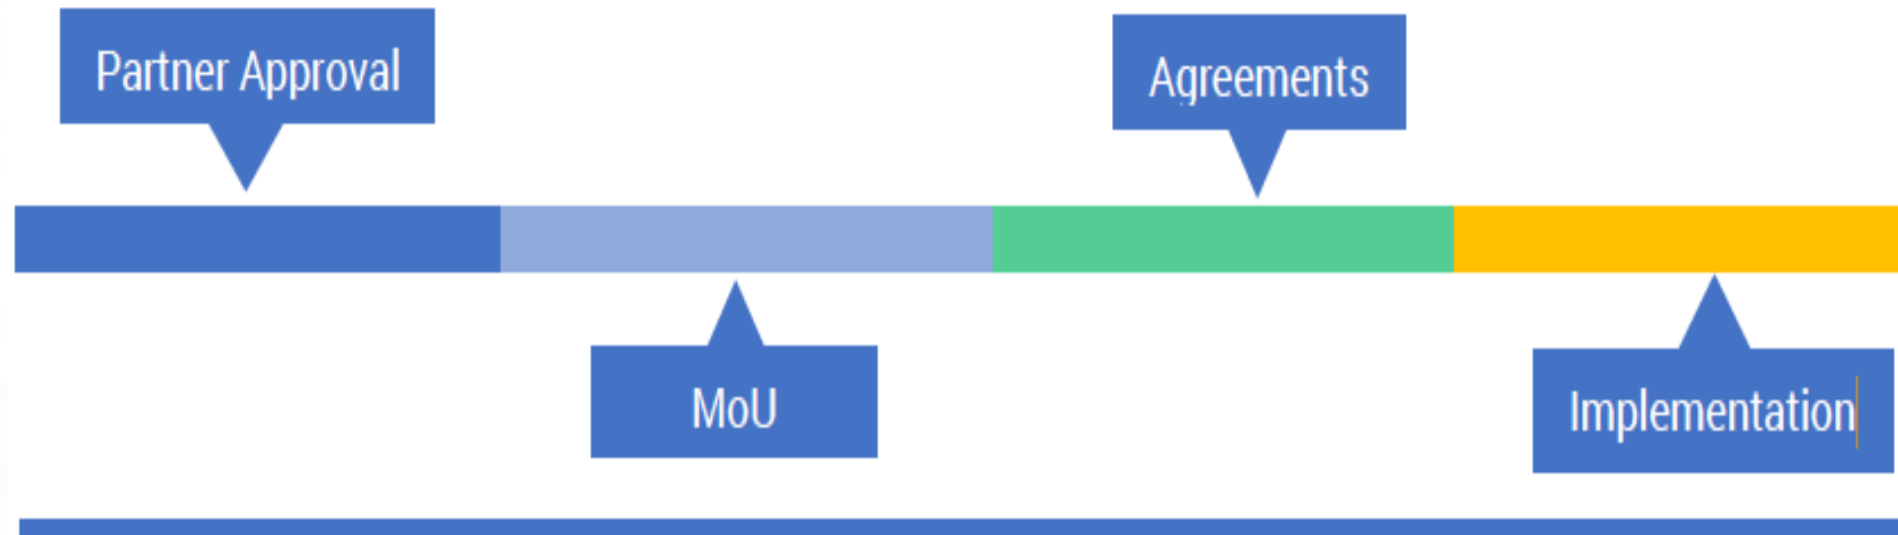 Partner Approval
Agreements
MoU
Implementation